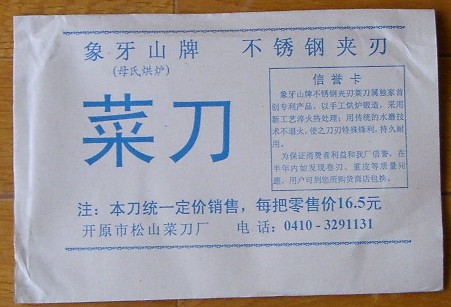 象牙山牌 不锈钢夹刃
(母氏烘炉)
菜刀
信誉卡
象牙山牌不锈钢夹刃菜刀属独家首
创专利产品。以手工烘炉锻造，采用
新工艺淬火热处理；用传统的水磨技
术不退火，使之刀刃特殊锋利，持久耐
用。
为保证消费者利益和我厂信誉，在
半年内如发现卷刃、重皮等质量问
题，用户可到您所购货商店包换。
注：本刀统一定价销售，每把零售价16.5元
开原市松山菜刀厂 电话：0410-3291131